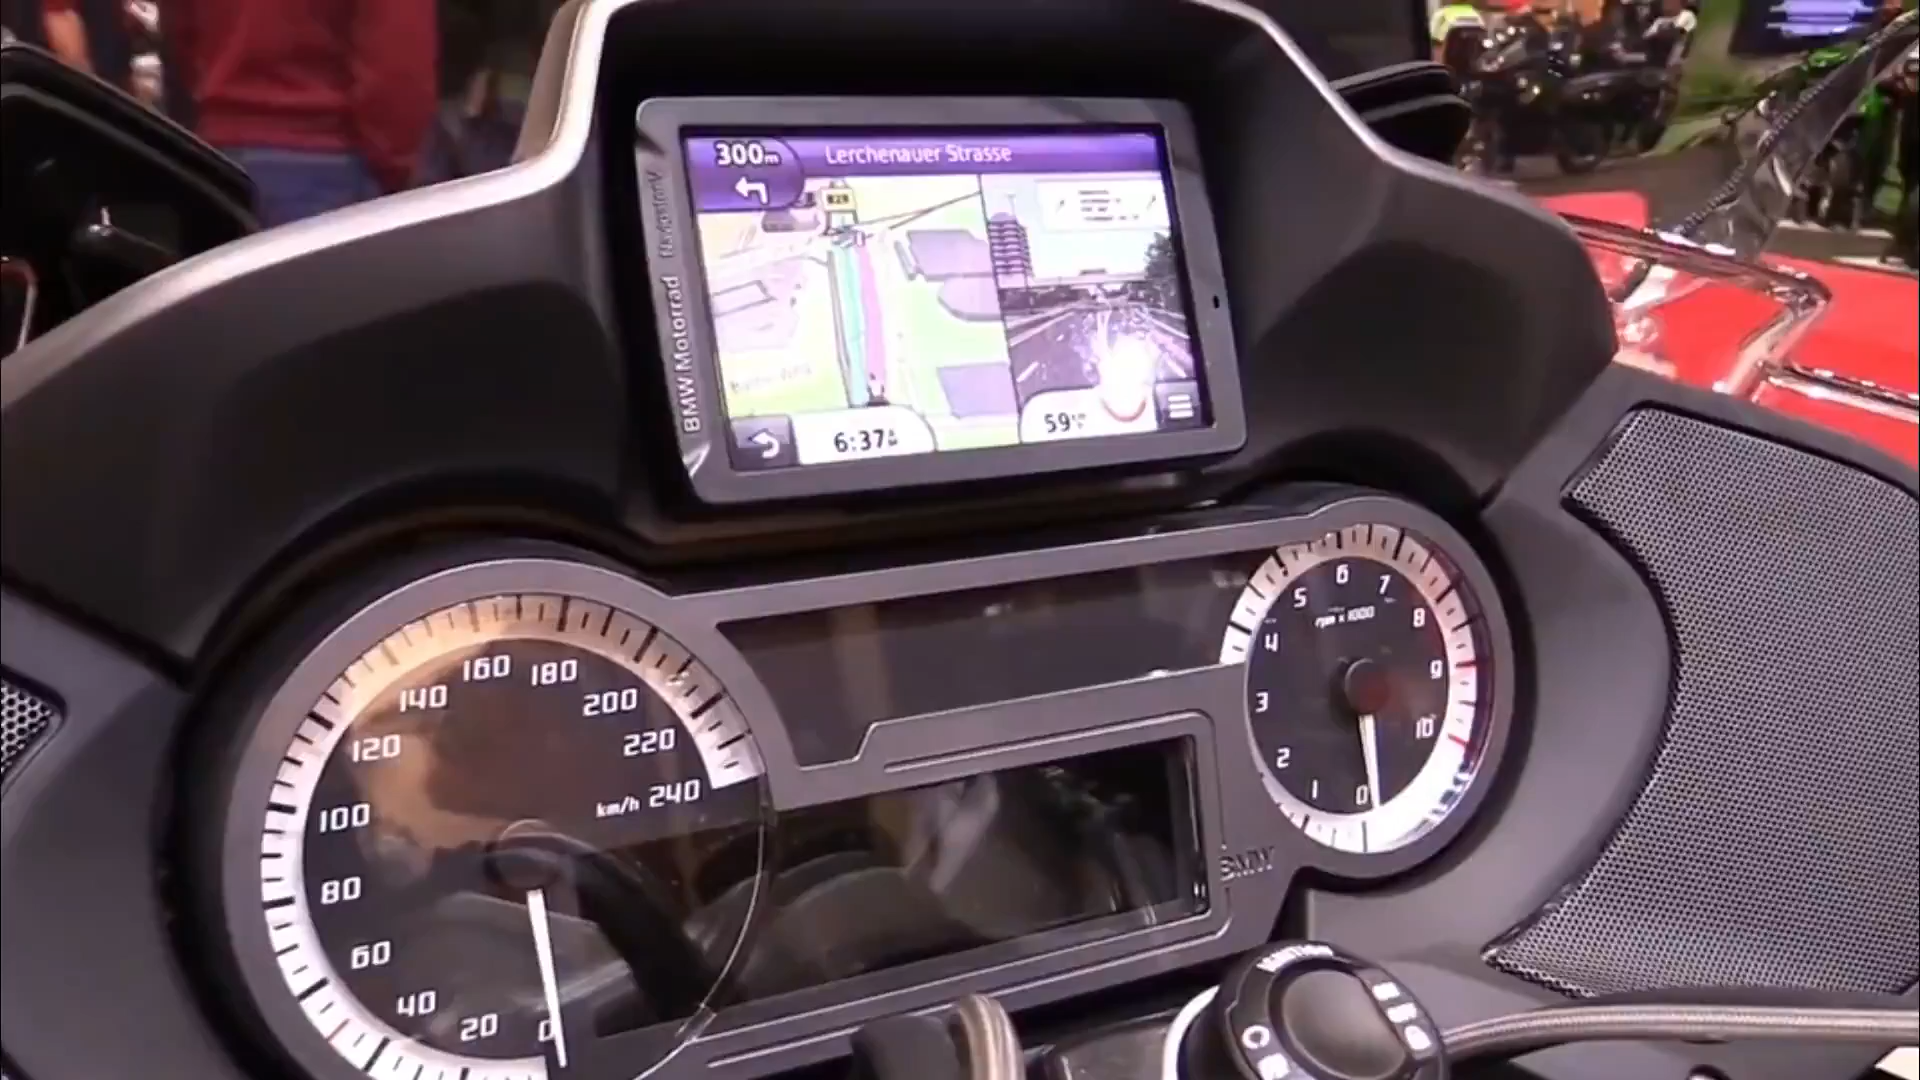 300m
Lerchenauer Strasse
BMW Motorrad Navigator V
6:37
59
160 180
140 200
120 220
km/h 240
100
80
60
40
20
0
6
5 7
rpm x 1000
4 8
3 9
2 10
1 0
BMW
IGNITION